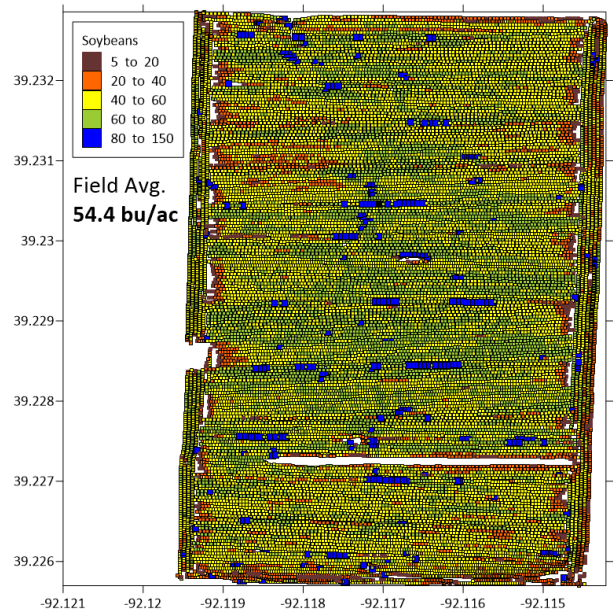 Soybeans
5 to 20
20 to 40
40 to 60
60 to 80
80 to 150
Field Avg.
54.4 bu/ac
39.232
39.231
39.23
39.229
39.228
39.227
39.226
-92.121
-92.12
-92.119
-92.118
-92.117
-92.116
-92.115